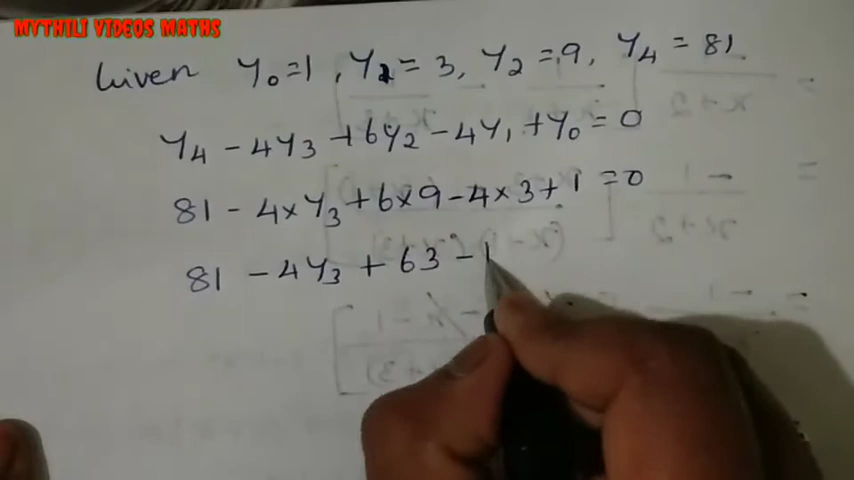 MYTHILI VIDEOS MATHS
Given y₀=1, y₁=3, y₂=9, y₄=81.
y₄ - 4y₃ + 6y₂ - 4y₁ + y₀ = 0
81 - 4×y₃ + 6×9 - 4×3 + 1 = 0
81 - 4y₃ + 63 - 1